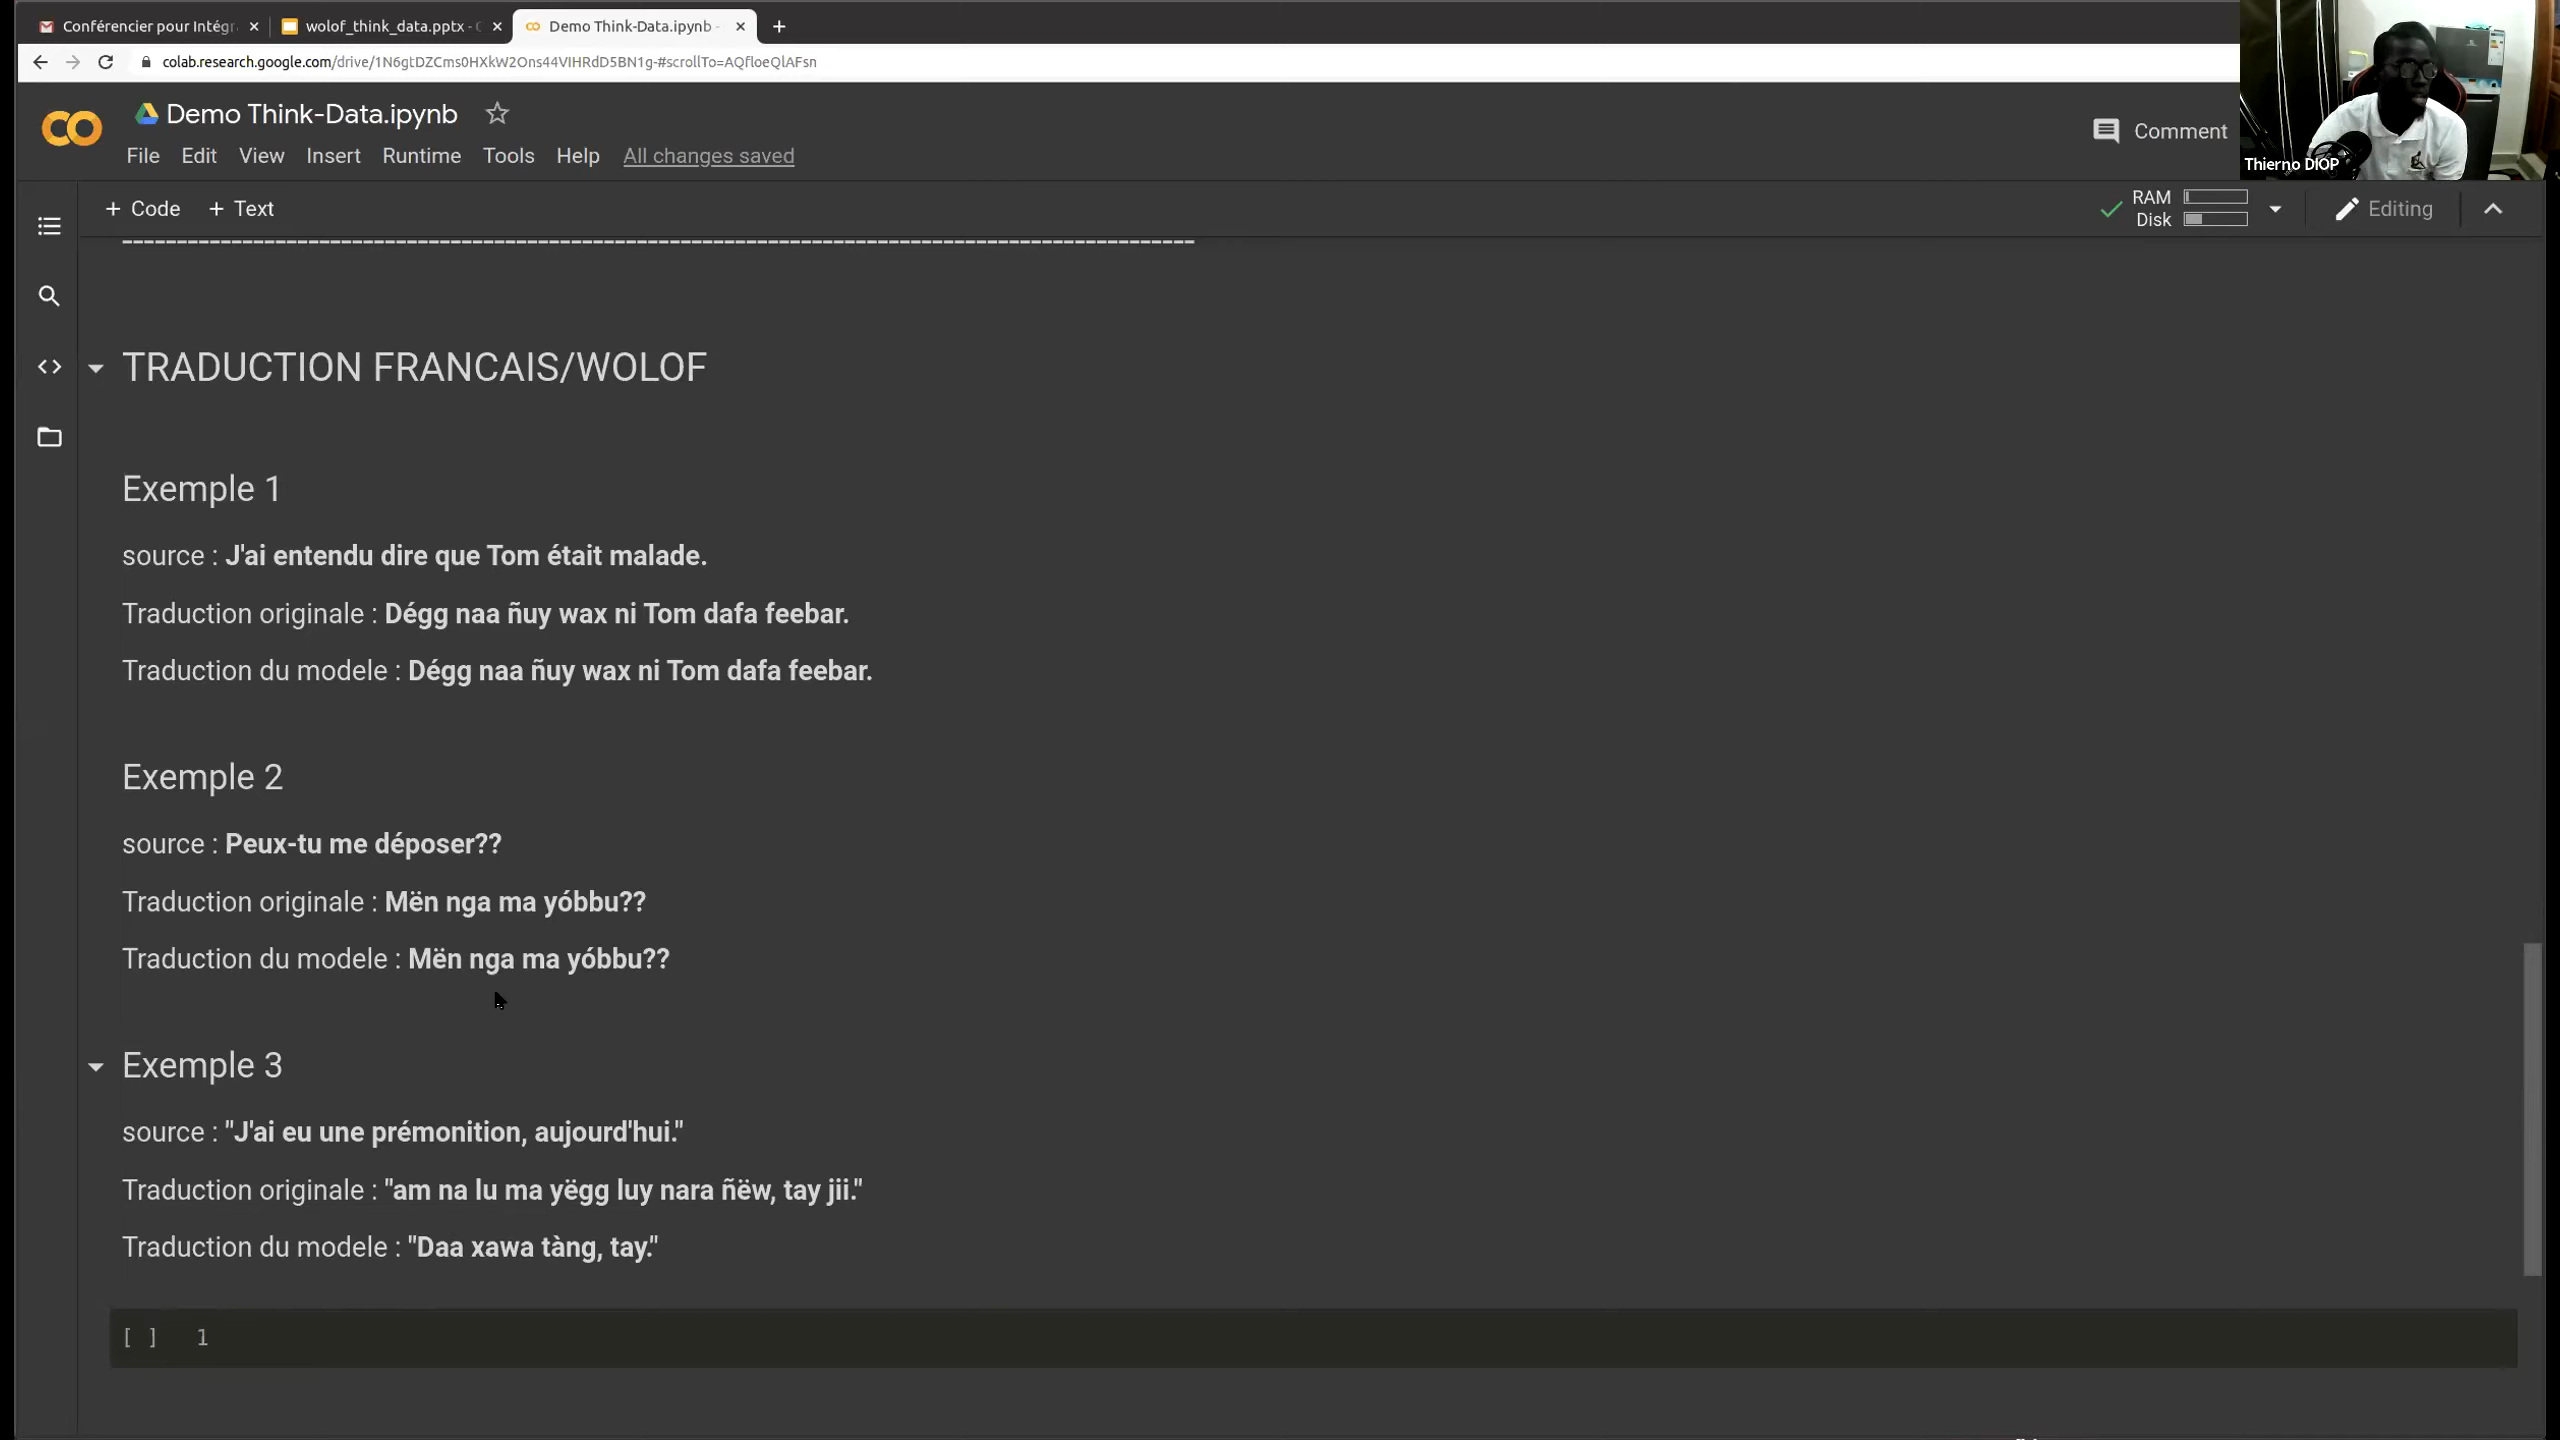 Conférencier pour Intégr
wolof_think_data.pptx -
Demo Think-Data.ipynb -
colab.research.google.com/drive/1N6gtDZCms0HXkW2Ons44VIHRdD5BN1g-#scrollTo=AQfloeQlAFsn
Demo Think-Data.ipynb
File Edit View Insert Runtime Tools Help All changes saved
Comment
Thierno DIOP
+ Code + Text
RAM
Disk
Editing
TRADUCTION FRANCAIS/WOLOF
Exemple 1
source : J'ai entendu dire que Tom était malade.
Traduction originale : Dégg naa ñuy wax ni Tom dafa feebar.
Traduction du modele : Dégg naa ñuy wax ni Tom dafa feebar.
Exemple 2
source : Peux-tu me déposer??
Traduction originale : Mën nga ma yóbbu??
Traduction du modele : Mën nga ma yóbbu??
Exemple 3
source : "J'ai eu une prémonition, aujourd'hui."
Traduction originale : "am na lu ma yëgg luy nara ñëw, tay jii."
Traduction du modele : "Daa xawa tàng, tay."
[ ] 1